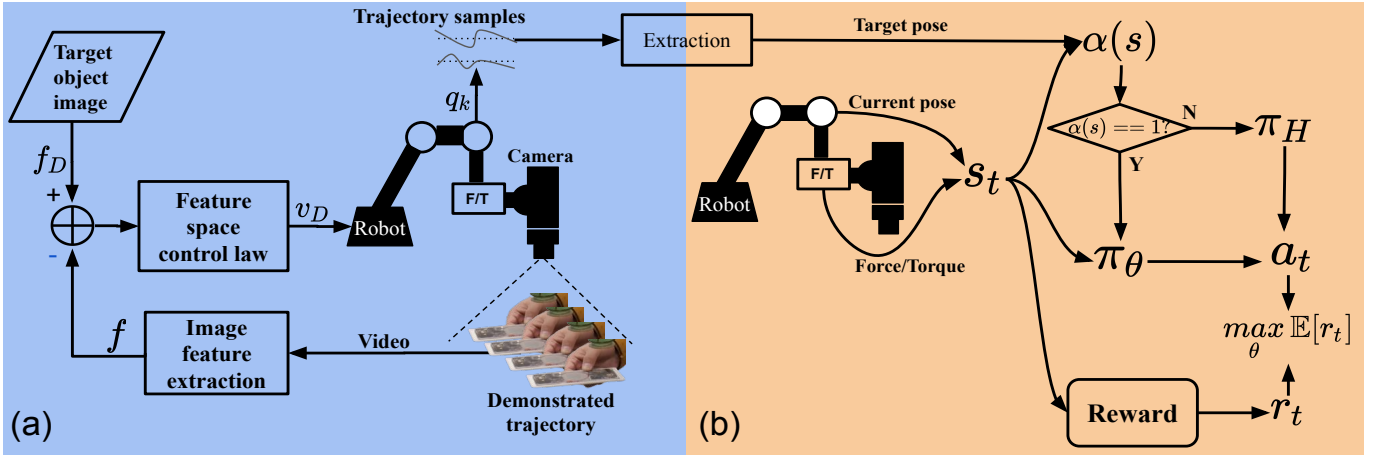 Trajectory samples
Target
object
image
Extraction
Target pose
α(s)
q_k
Current pose
α(s) == 1?
N
π_H
Y
f_D
Camera
F/T
F/T
s_t
+
Feature
space
control law
v_D
Robot
Robot
-
Force/Torque
π_θ
a_t
f
Image
feature
extraction
Video
max 𝔼[r_t]
θ
Demonstrated
trajectory
Reward
r_t
(a)
(b)